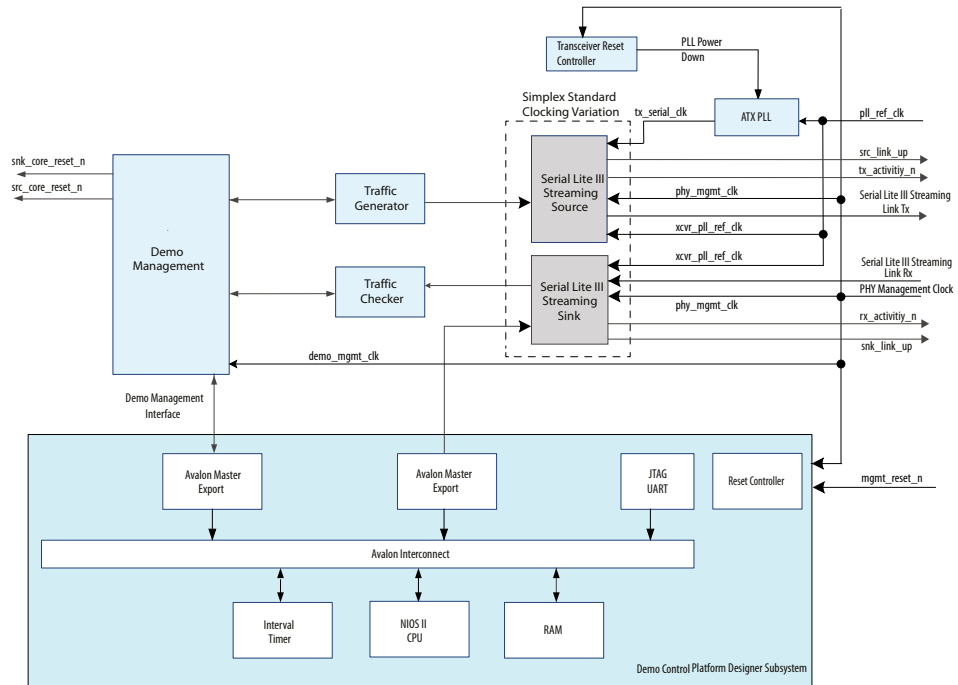 Transceiver Reset
Controller
PLL Power
Down
Simplex Standard
Clocking Variation
tx_serial_clk
ATX PLL
pll_ref_clk
snk_core_reset_n
src_core_reset_n
Demo
Management
Traffic
Generator
Serial Lite III
Streaming
Source
src_link_up
tx_activitiy_n
phy_mgmt_clk
Serial Lite III Streaming
Link Tx
xcvr_pll_ref_clk
xcvr_pll_ref_clk
Traffic
Checker
Serial Lite III
Streaming
Sink
Serial Lite III Streaming
Link Rx
PHY Management Clock
phy_mgmt_clk
rx_activitiy_n
snk_link_up
demo_mgmt_clk
Demo Management
Interface
Avalon Master
Export
Avalon Master
Export
JTAG
UART
Reset Controller
mgmt_reset_n
Avalon Interconnect
Interval
Timer
NIOS II
CPU
RAM
Demo Control Platform Designer Subsystem